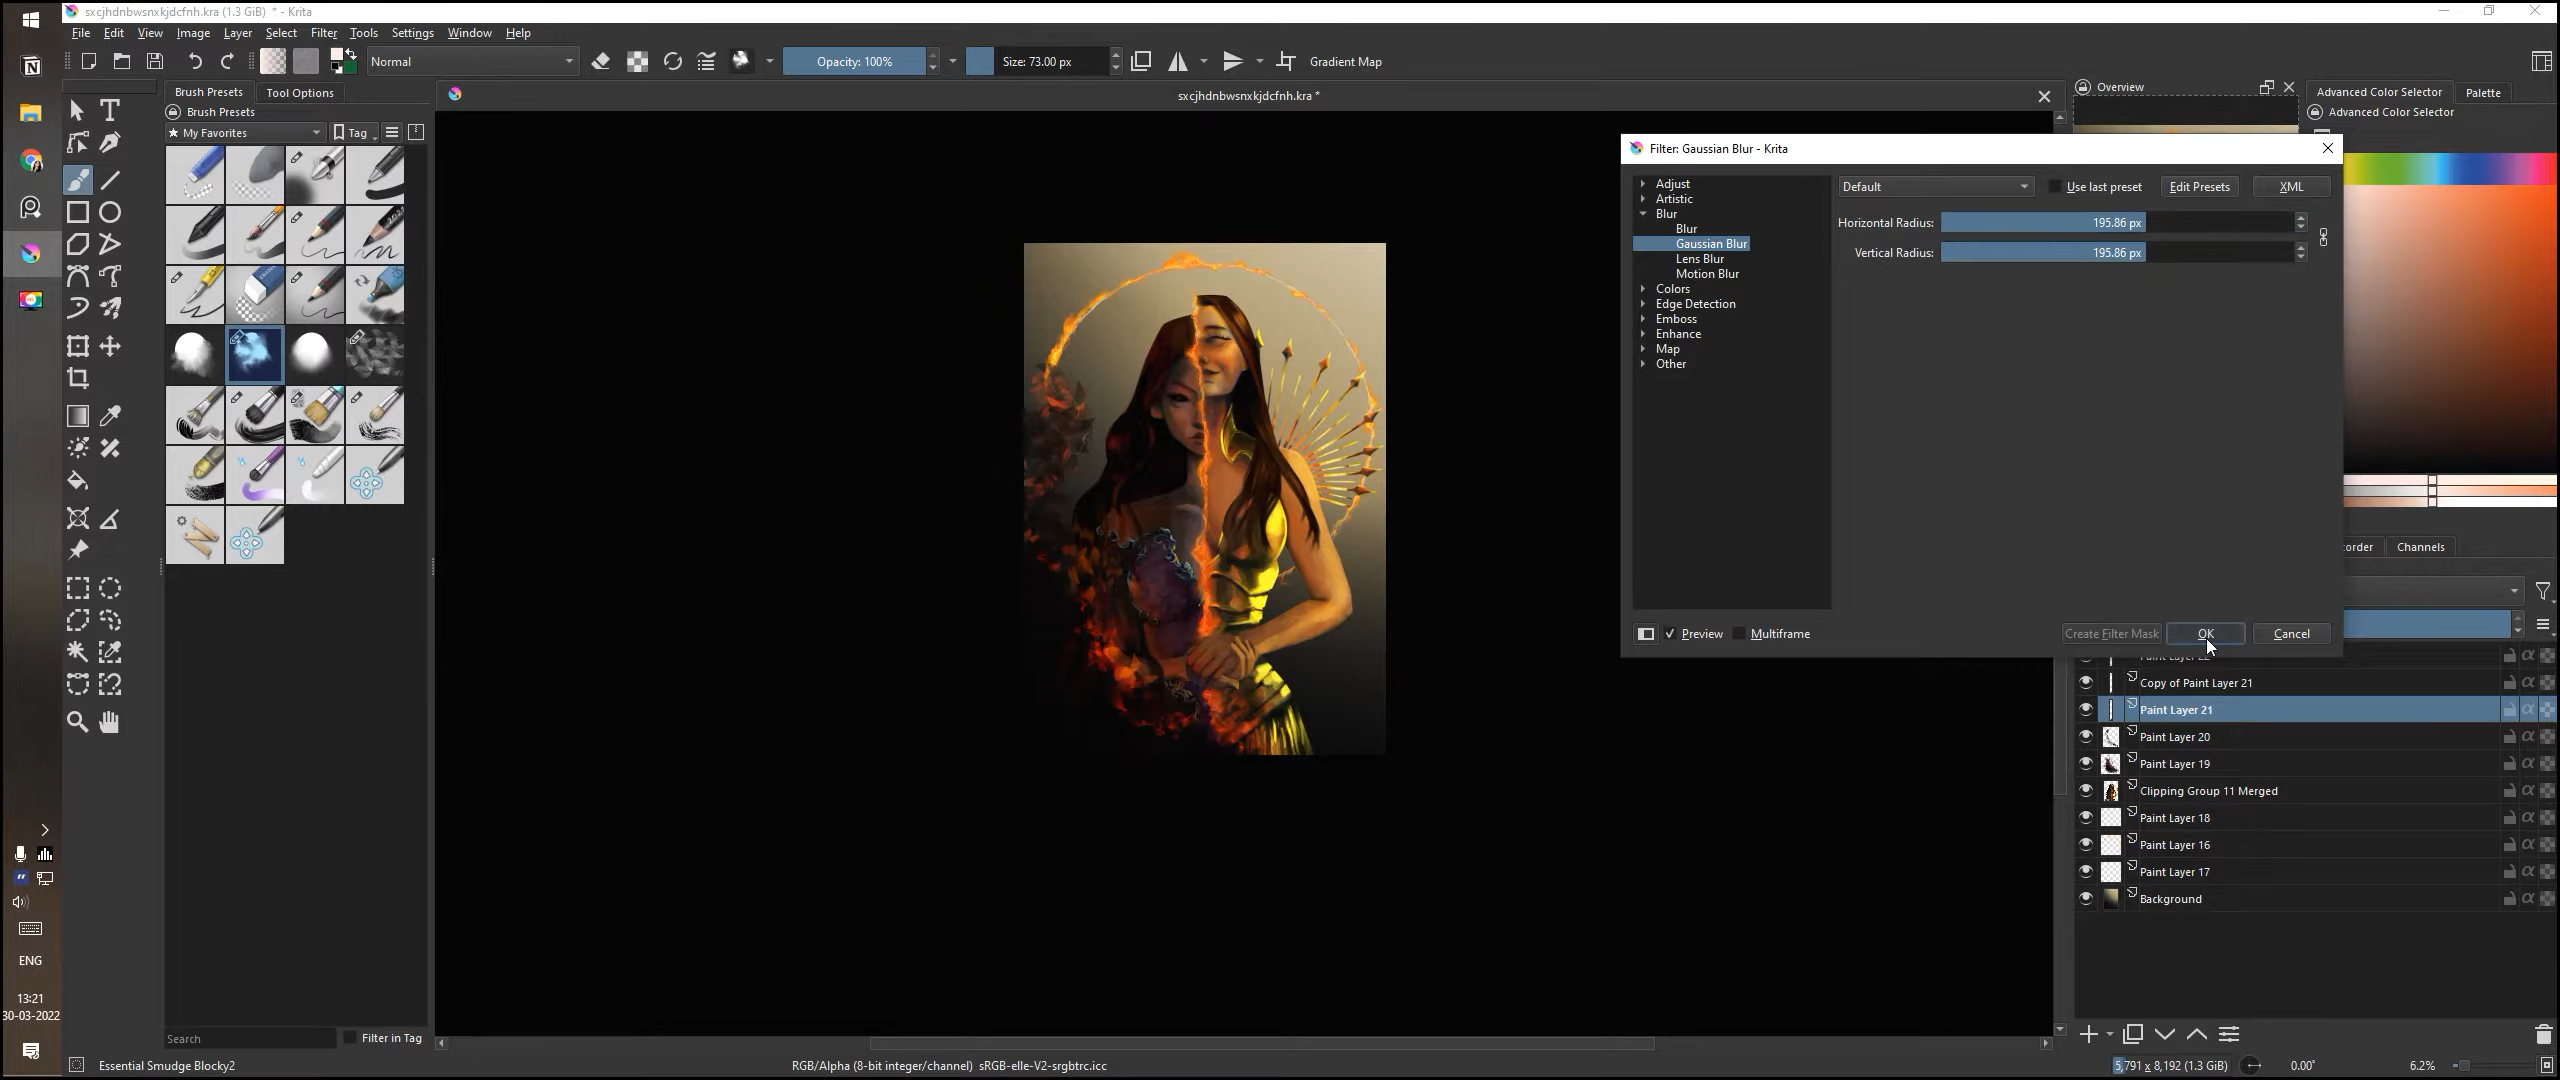 sxcjhdnbwsnxkjdcfnh.kra (1.3 GiB) * - Krita
File Edit View Image Layer Select Filter Tools Settings Window Help
Normal Opacity: 100% Size: 73.00 px Gradient Map
Brush Presets Tool Options
Brush Presets
★ My Favorites Tag
sxcjhdnbwsnxkjdcfnh.kra *
Overview
Advanced Color Selector Palette
Advanced Color Selector
Filter: Gaussian Blur - Krita
Adjust
Artistic
Blur
Blur
Gaussian Blur
Lens Blur
Motion Blur
Colors
Edge Detection
Emboss
Enhance
Map
Other
Default Use last preset Edit Presets XML
Horizontal Radius: 195.86 px
Vertical Radius: 195.86 px
Preview Multiframe Create Filter Mask OK Cancel
order Channels
Copy of Paint Layer 21
Paint Layer 21
Paint Layer 20
Paint Layer 19
Clipping Group 11 Merged
Paint Layer 18
Paint Layer 16
Paint Layer 17
Background
ENG
13:21
30-03-2022
Search Filter in Tag
Essential Smudge Blocky2
RGB/Alpha (8-bit integer/channel) sRGB-elle-V2-srgbtrc.icc
5,791 x 8,192 (1.3 GiB) 0.00° 6.2%